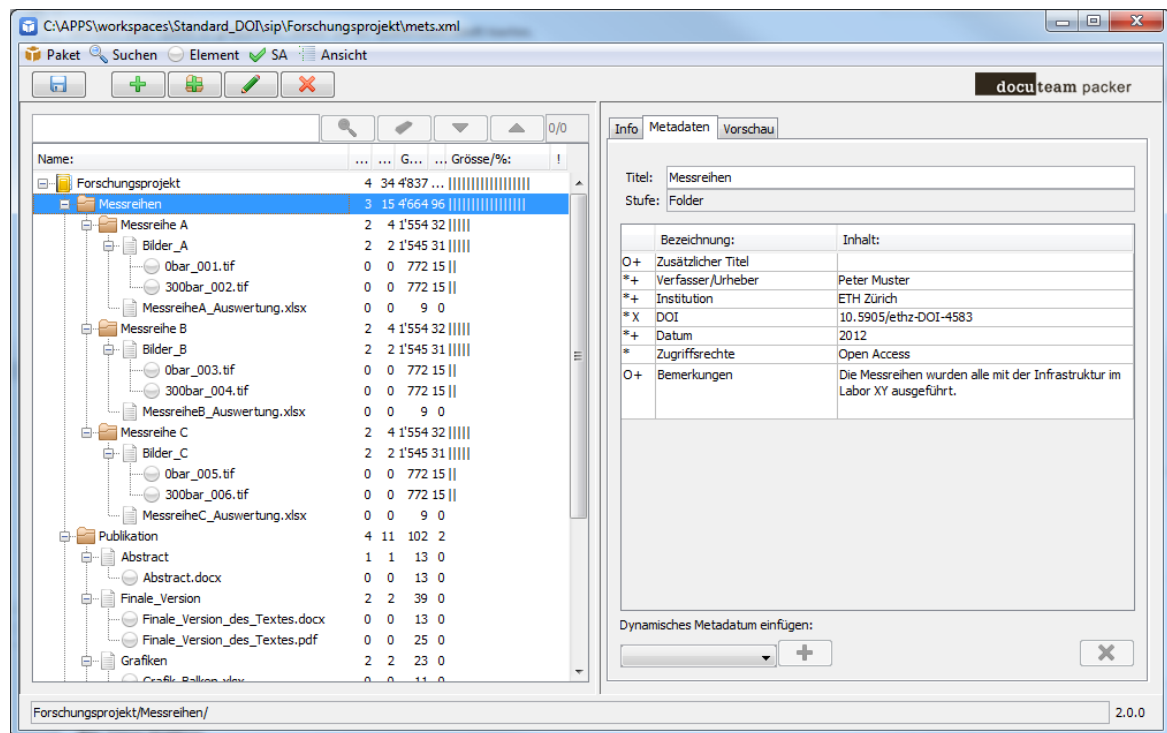 C:\APPS\workspaces\Standard_DOI\sip\Forschungsprojekt\mets.xml
Paket Suchen Element SA Ansicht
docuteam packer
0/0
Name: ... ... G... ... Grösse/%: !
Forschungsprojekt 4 34 4'837 ...
Messreihen 3 15 4'664 96
Messreihe A 2 4 1'554 32
Bilder_A 2 2 1'545 31
0bar_001.tif 0 0 772 15
300bar_002.tif 0 0 772 15
MessreiheA_Auswertung.xlsx 0 0 9 0
Messreihe B 2 4 1'554 32
Bilder_B 2 2 1'545 31
0bar_003.tif 0 0 772 15
300bar_004.tif 0 0 772 15
MessreiheB_Auswertung.xlsx 0 0 9 0
Messreihe C 2 4 1'554 32
Bilder_C 2 2 1'545 31
0bar_005.tif 0 0 772 15
300bar_006.tif 0 0 772 15
MessreiheC_Auswertung.xlsx 0 0 9 0
Publikation 4 11 102 2
Abstract 1 1 13 0
Abstract.docx 0 0 13 0
Finale_Version 2 2 39 0
Finale_Version_des_Textes.docx 0 0 13 0
Finale_Version_des_Textes.pdf 0 0 25 0
Grafiken 2 2 23 0
Grafik_Balken.xlsx 0 0 11 0
Info Metadaten Vorschau
Titel: Messreihen
Stufe: Folder
Bezeichnung: Inhalt:
O+ Zusätzlicher Titel
*+ Verfasser/Urheber Peter Muster
*+ Institution ETH Zürich
* X DOI 10.5905/ethz-DOI-4583
*+ Datum 2012
* Zugriffsrechte Open Access
O+ Bemerkungen Die Messreihen wurden alle mit der Infrastruktur im
Labor XY ausgeführt.
Dynamisches Metadatum einfügen:
Forschungsprojekt/Messreihen/ 2.0.0